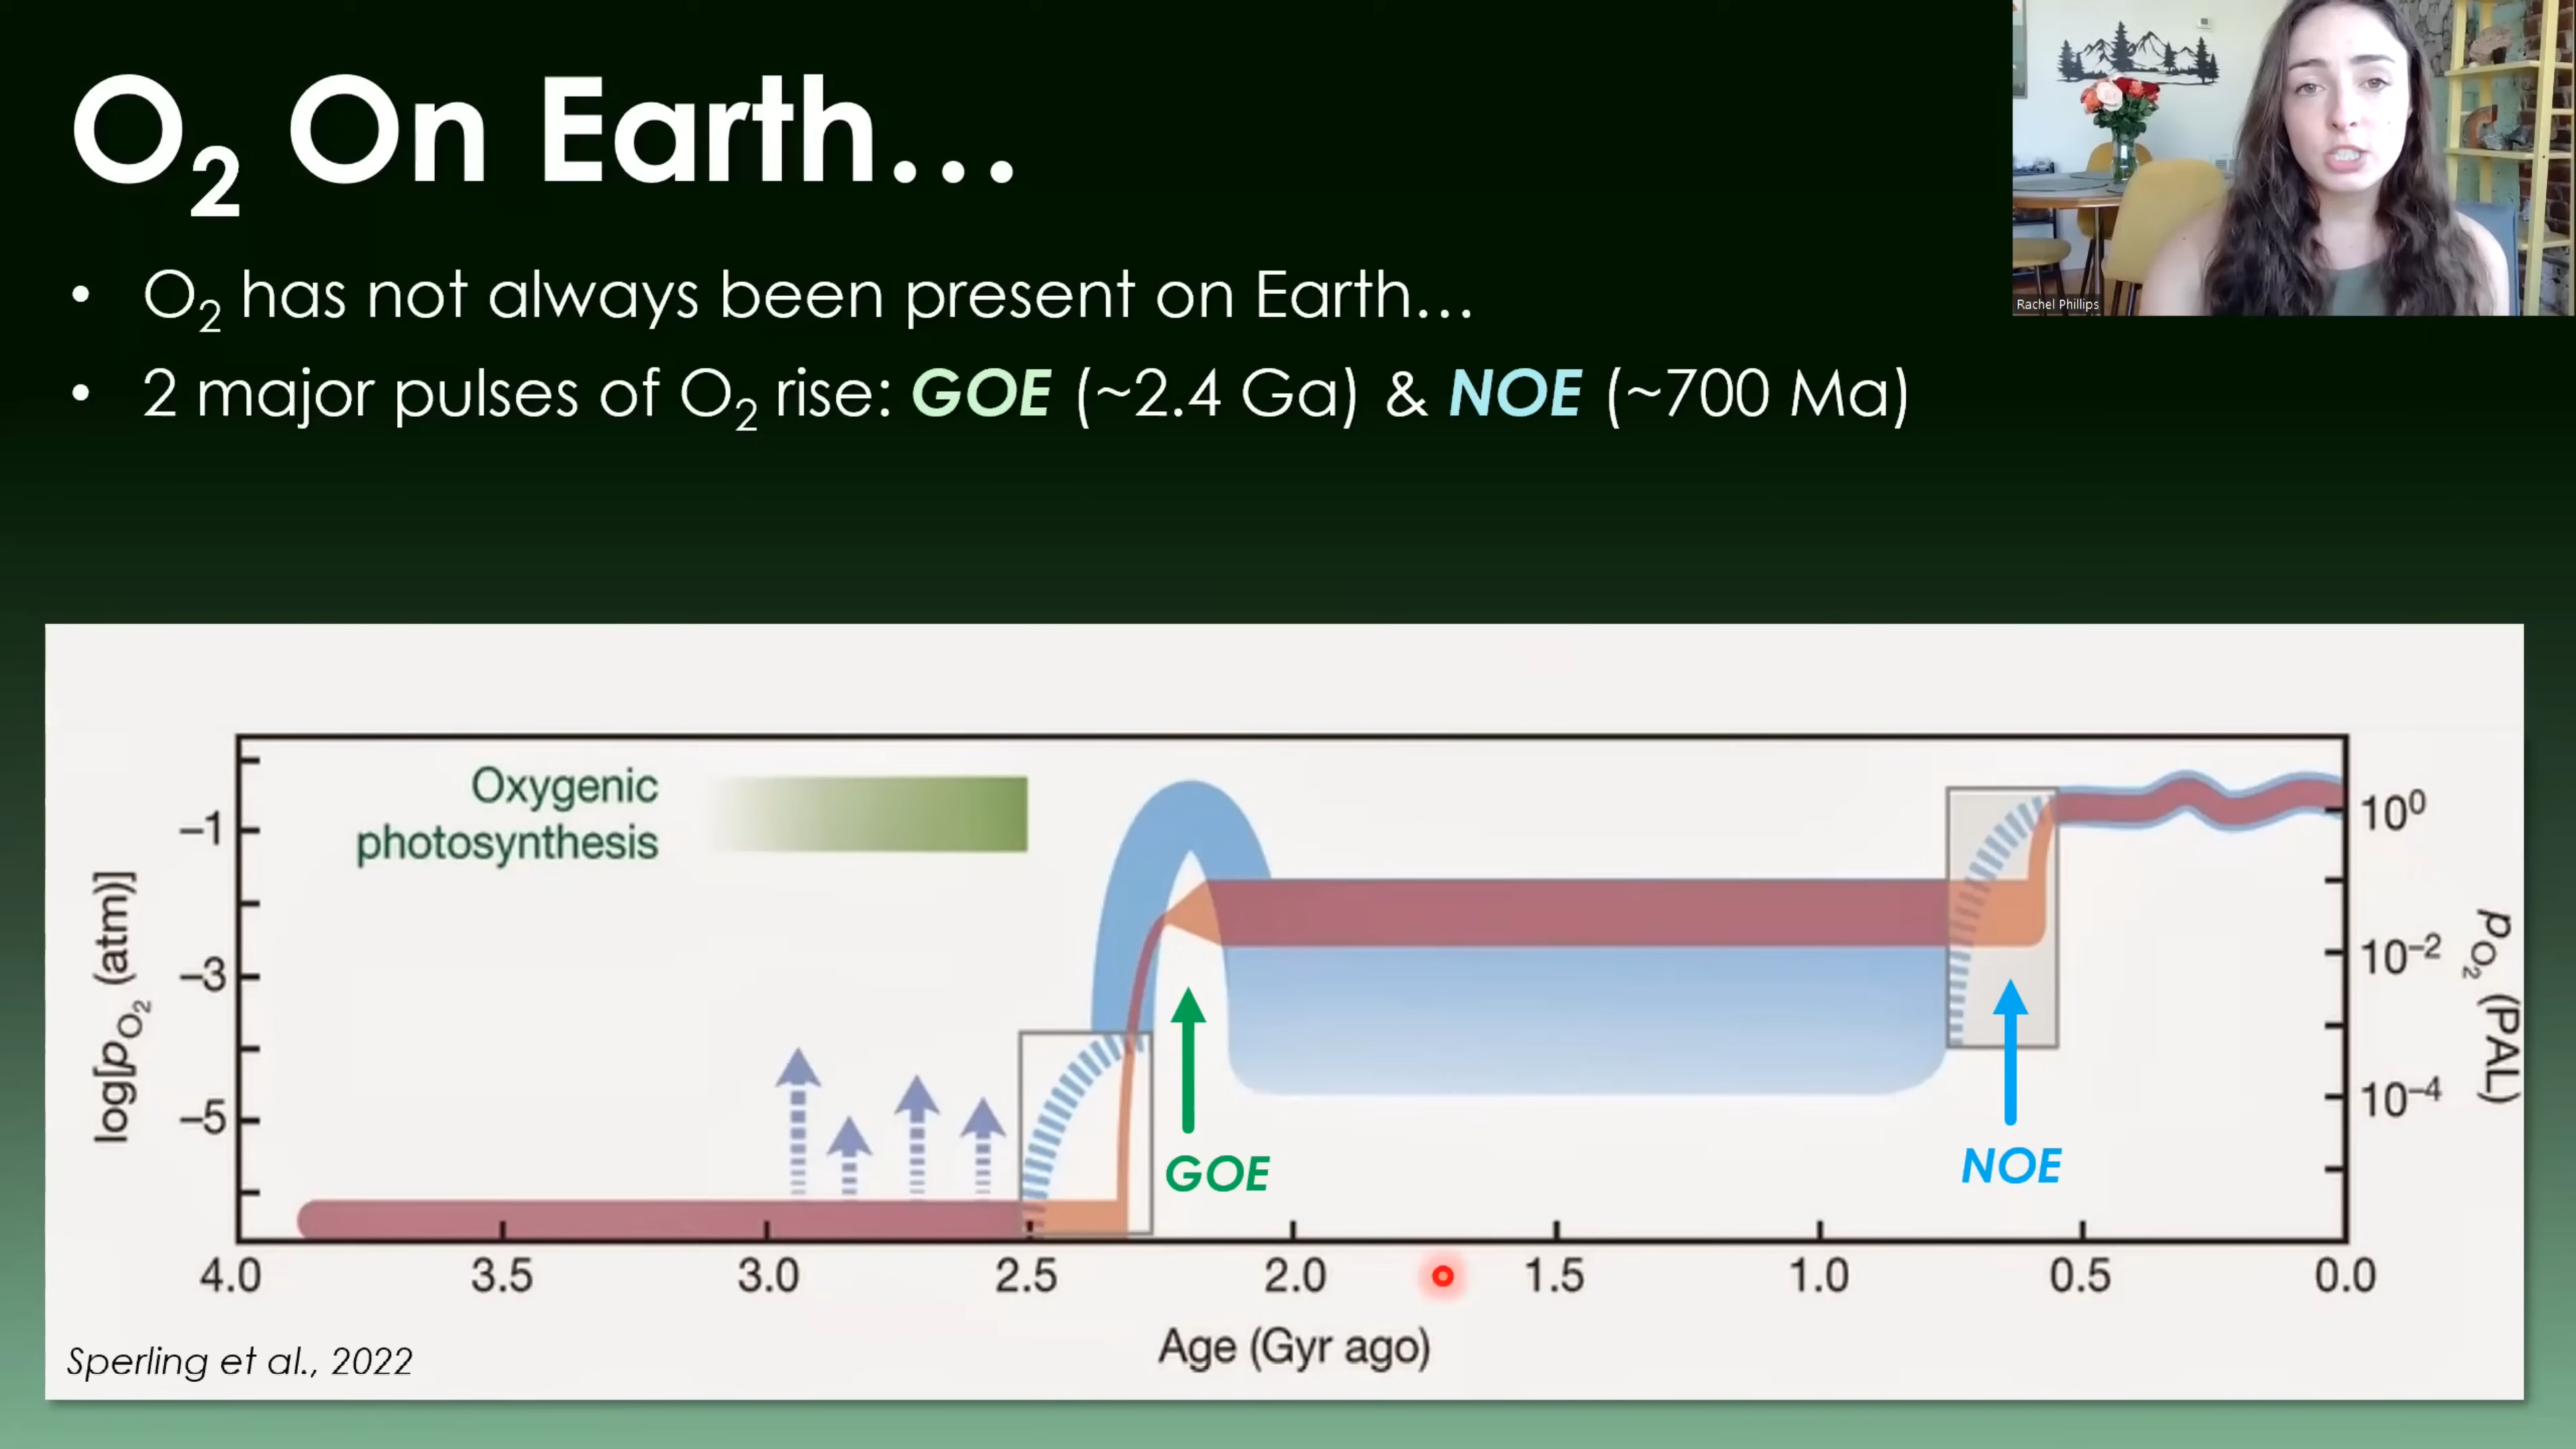 O₂ On Earth...
• O₂ has not always been present on Earth...
• 2 major pulses of O₂ rise: GOE (~2.4 Ga) & NOE (~700 Ma)
Rachel Phillips
Oxygenic
photosynthesis
log[pO₂ (atm)]
–1
–3
–5
10⁰
10⁻²
10⁻⁴
pO₂ (PAL)
GOE
NOE
4.0 3.5 3.0 2.5 2.0 1.5 1.0 0.5 0.0
Age (Gyr ago)
Sperling et al., 2022